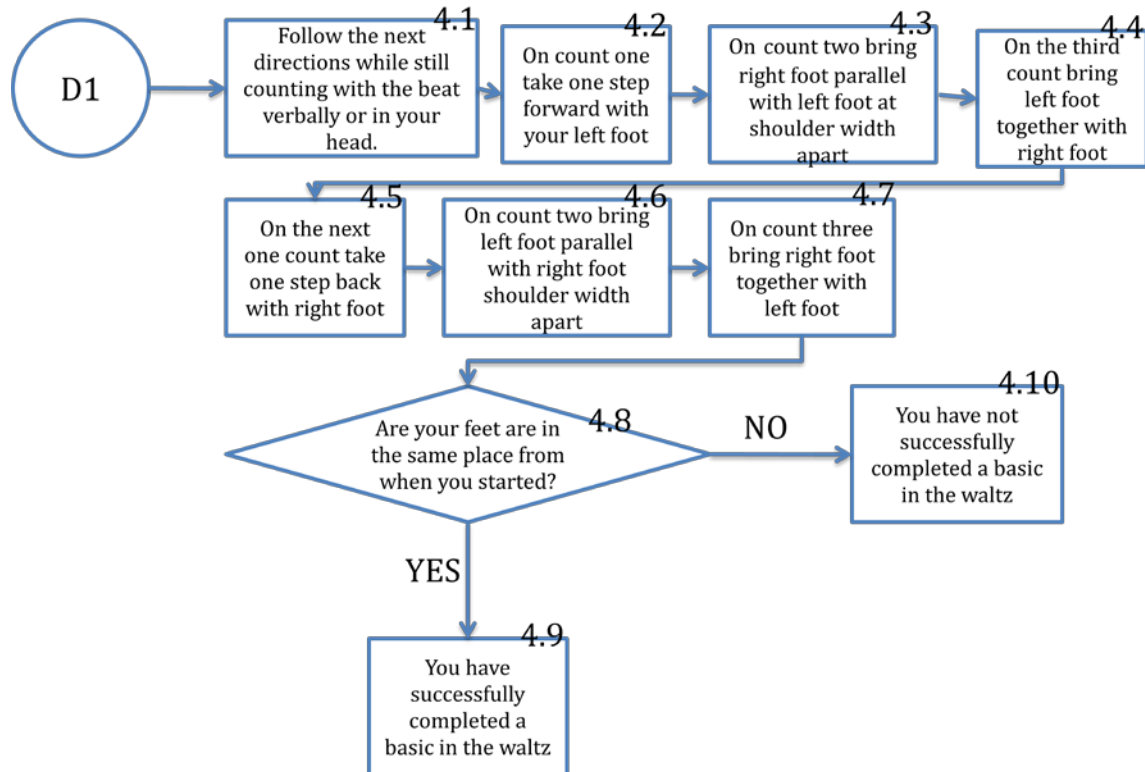 D1
4.1
Follow the next
directions while still
counting with the beat
verbally or in your
head.
4.2
On count one
take one step
forward with
your left foot
4.3
On count two bring
right foot parallel
with left foot at
shoulder width
apart
4.4
On the third
count bring
left foot
together with
right foot
4.5
On the next
one count take
one step back
with right foot
4.6
On count two bring
left foot parallel
with right foot
shoulder width
apart
4.7
On count three
bring right foot
together with
left foot
4.8
Are your feet are in
the same place from
when you started?
NO
4.10
You have not
successfully
completed a basic
in the waltz
YES
4.9
You have
successfully
completed a
basic in the waltz